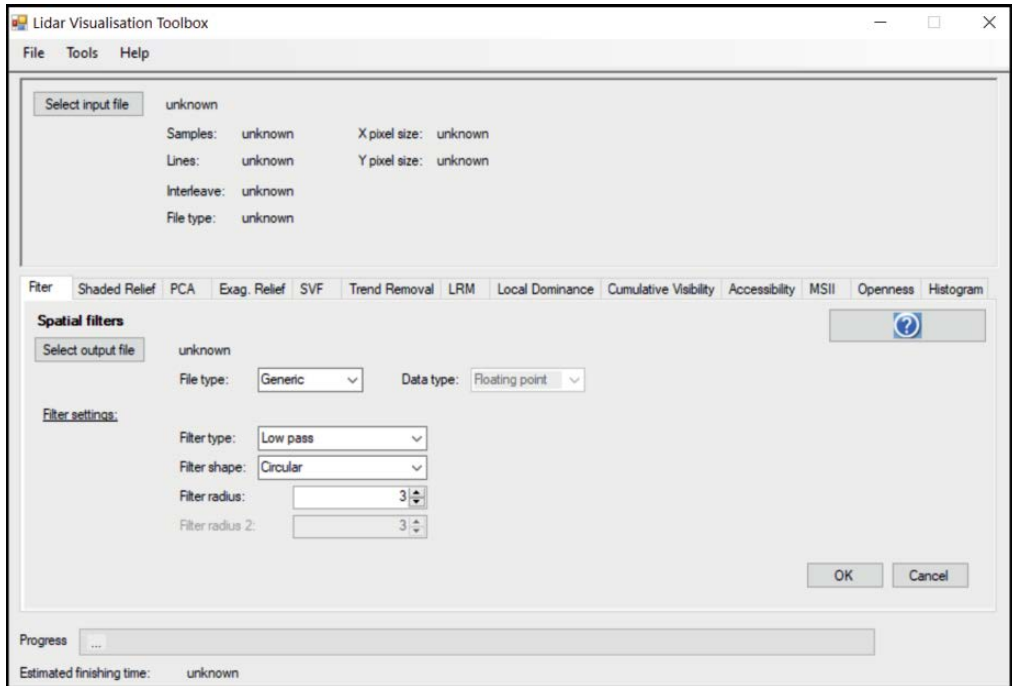 Lidar Visualisation Toolbox
File Tools Help
Select input file unknown
Samples: unknown X pixel size: unknown
Lines: unknown Y pixel size: unknown
Interleave: unknown
File type: unknown
Fiter Shaded Relief PCA Exag. Relief SVF Trend Removal LRM Local Dominance Cumulative Visibility Accessibility MSII Openness Histogram
Spatial filters ?
Select output file unknown
File type: Generic Data type: Floating point
Filter settings:
Filter type: Low pass
Filter shape: Circular
Filter radius: 3
Filter radius 2: 3
OK Cancel
Progress ...
Estimated finishing time: unknown